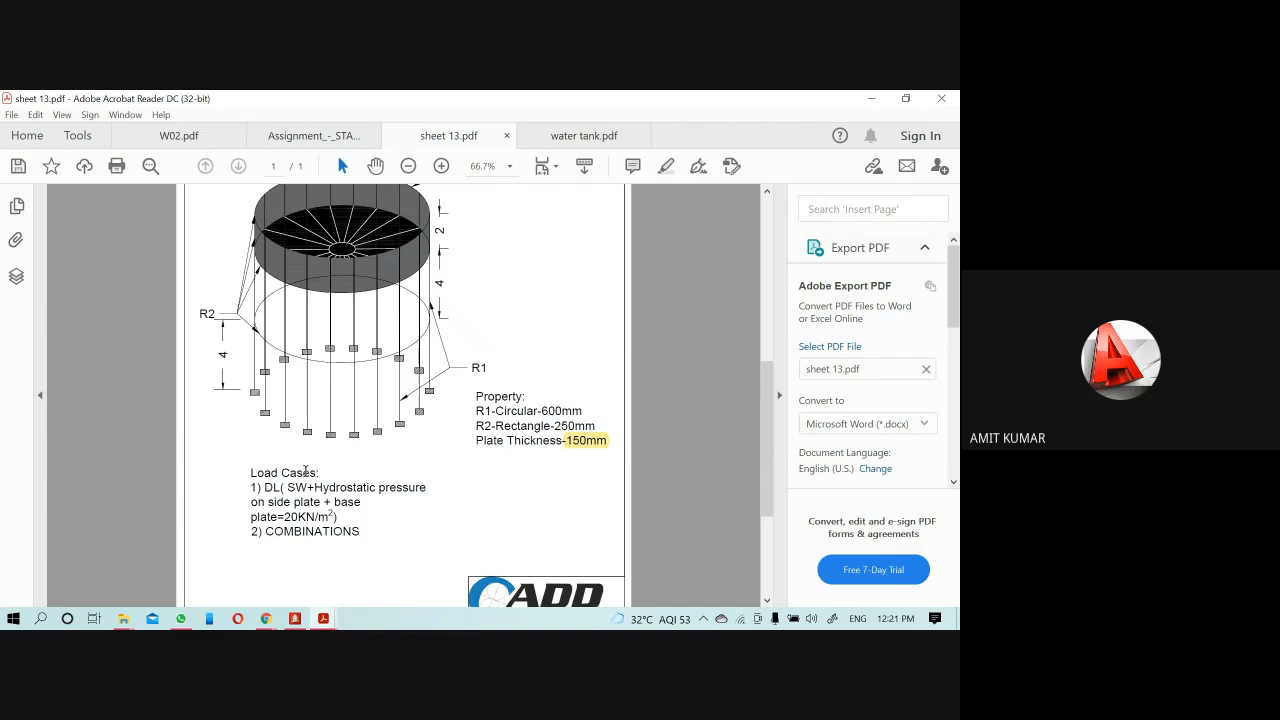 sheet 13.pdf - Adobe Acrobat Reader DC (32-bit)
File Edit View Sign Window Help
Home Tools W02.pdf Assignment_-_STA... sheet 13.pdf × water tank.pdf Sign In
1 / 1 66.7%
Search 'Insert Page'
2
Export PDF
4
Adobe Export PDF
Convert PDF Files to Word
or Excel Online
R2
Select PDF File
4
R1
sheet 13.pdf
Property:
R1-Circular-600mm
R2-Rectangle-250mm
Plate Thickness-150mm
Convert to
Microsoft Word (*.docx)
AMIT KUMAR
Document Language:
English (U.S.) Change
Load Cases:
1) DL( SW+Hydrostatic pressure
on side plate + base
plate=20KN/m²)
2) COMBINATIONS
Convert, edit and e-sign PDF
forms & agreements
Free 7-Day Trial
CADD
32°C AQI 53 ENG 12:21 PM